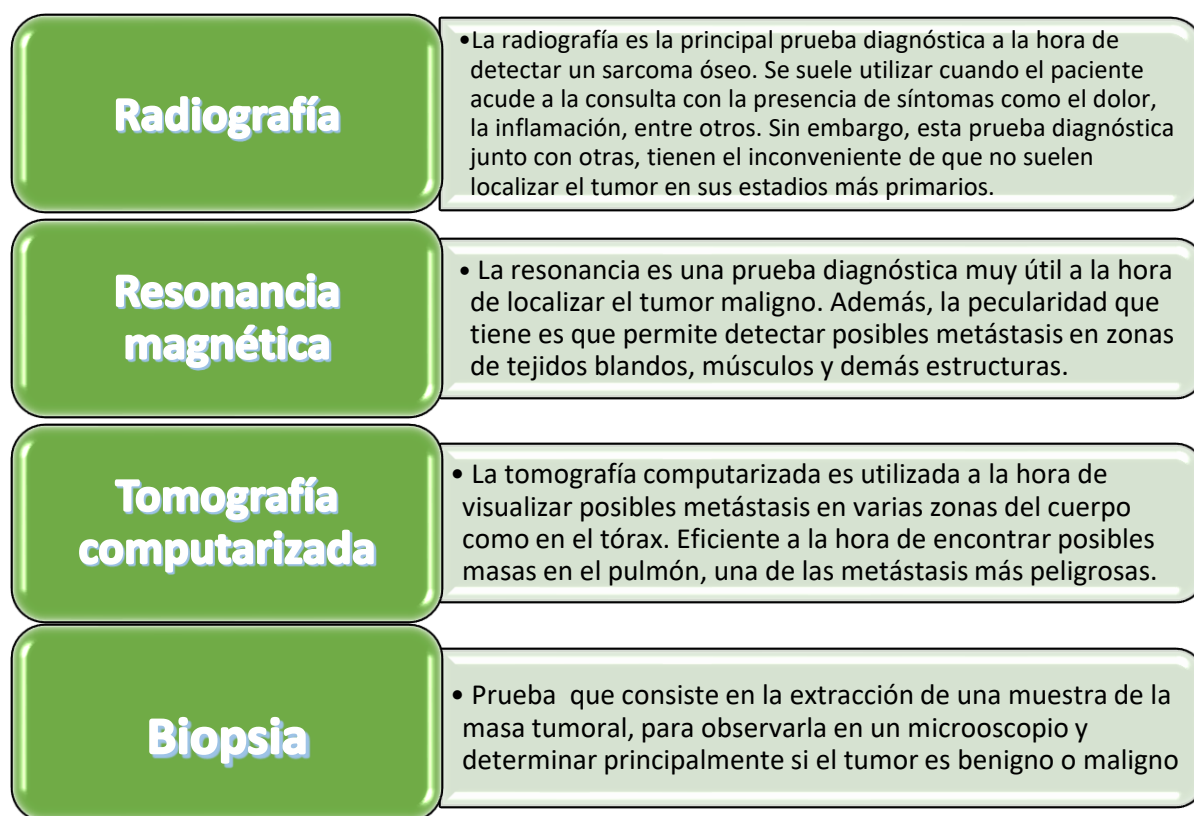 Radiografía
•La radiografía es la principal prueba diagnóstica a la hora de
detectar un sarcoma óseo. Se suele utilizar cuando el paciente
acude a la consulta con la presencia de síntomas como el dolor,
la inflamación, entre otros. Sin embargo, esta prueba diagnóstica
junto con otras, tienen el inconveniente de que no suelen
localizar el tumor en sus estadios más primarios.
Resonancia
magnética
• La resonancia es una prueba diagnóstica muy útil a la hora
de localizar el tumor maligno. Además, la pecularidad que
tiene es que permite detectar posibles metástasis en zonas
de tejidos blandos, músculos y demás estructuras.
Tomografía
computarizada
• La tomografía computarizada es utilizada a la hora de
visualizar posibles metástasis en varias zonas del cuerpo
como en el tórax. Eficiente a la hora de encontrar posibles
masas en el pulmón, una de las metástasis más peligrosas.
Biopsia
• Prueba  que consiste en la extracción de una muestra de la
masa tumoral, para observarla en un microoscopio y
determinar principalmente si el tumor es benigno o maligno